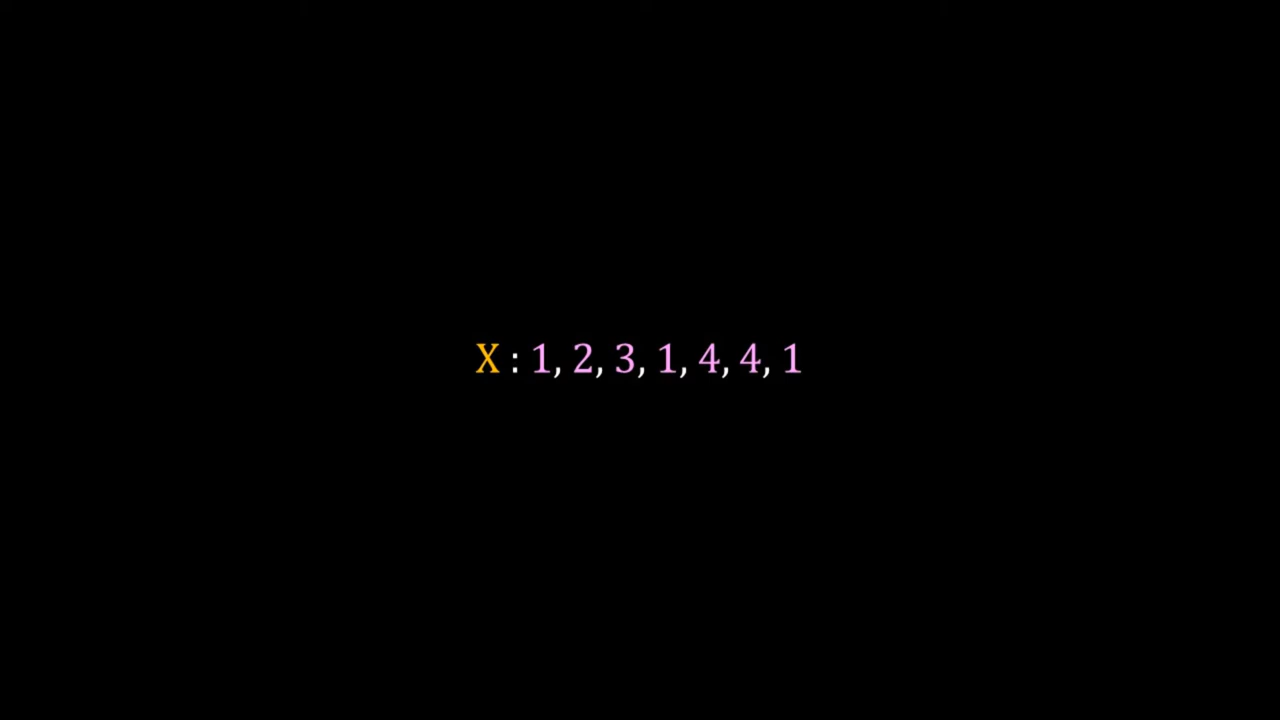 X : 1, 2, 3, 1, 4, 4, 1